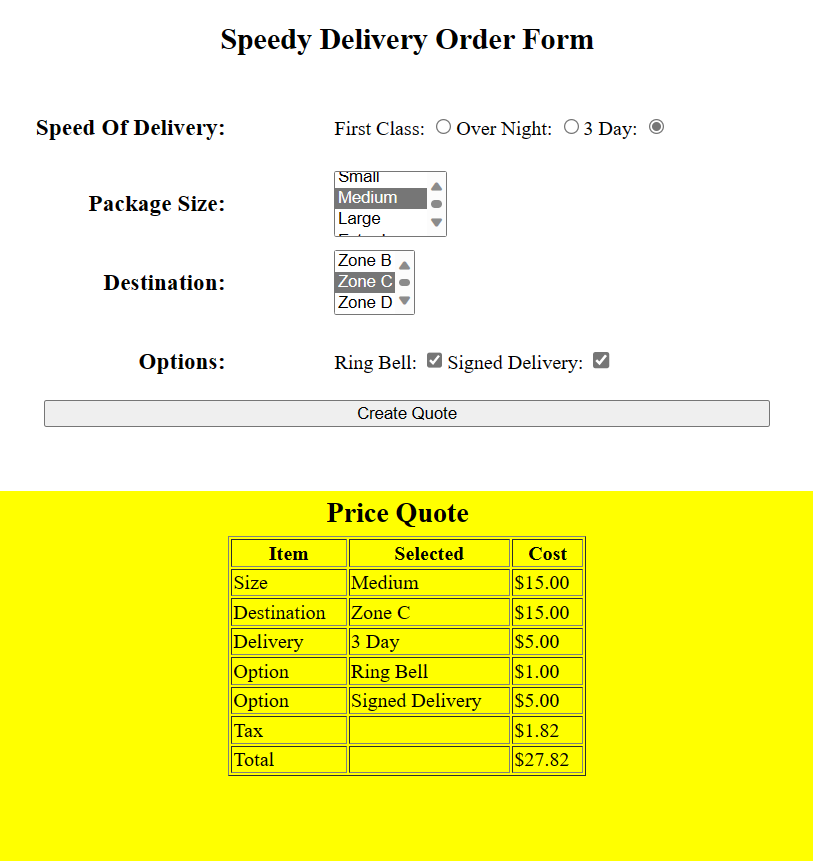 Speedy Delivery Order Form
Speed Of Delivery: First Class: Over Night: 3 Day:
Package Size:
Small
Medium
Large
Destination:
Zone B
Zone C
Zone D
Options: Ring Bell: Signed Delivery:
Create Quote
Price Quote
Item Selected Cost
Size Medium $15.00
Destination Zone C $15.00
Delivery 3 Day $5.00
Option Ring Bell $1.00
Option Signed Delivery $5.00
Tax $1.82
Total $27.82